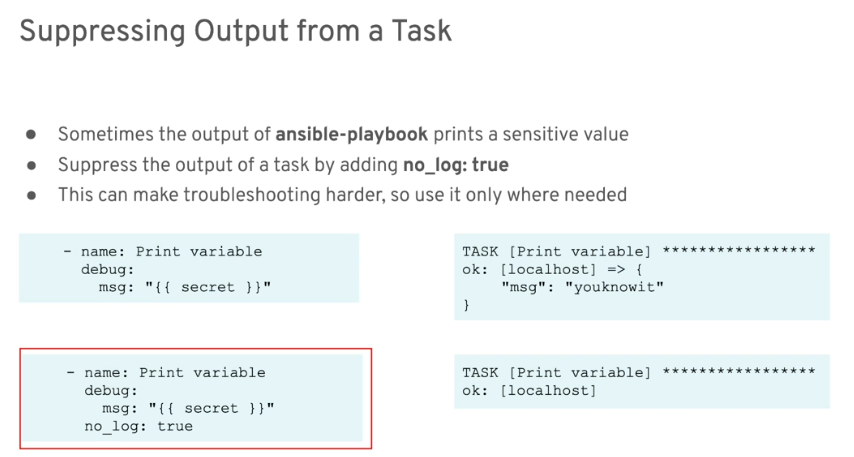 Suppressing Output from a Task
● Sometimes the output of ansible-playbook prints a sensitive value
● Suppress the output of a task by adding no_log: true
● This can make troubleshooting harder, so use it only where needed
- name: Print variable
  debug:
    msg: "{{ secret }}"
TASK [Print variable] *****************
ok: [localhost] => {
    "msg": "youknowit"
}
- name: Print variable
  debug:
    msg: "{{ secret }}"
  no_log: true
TASK [Print variable] *****************
ok: [localhost]